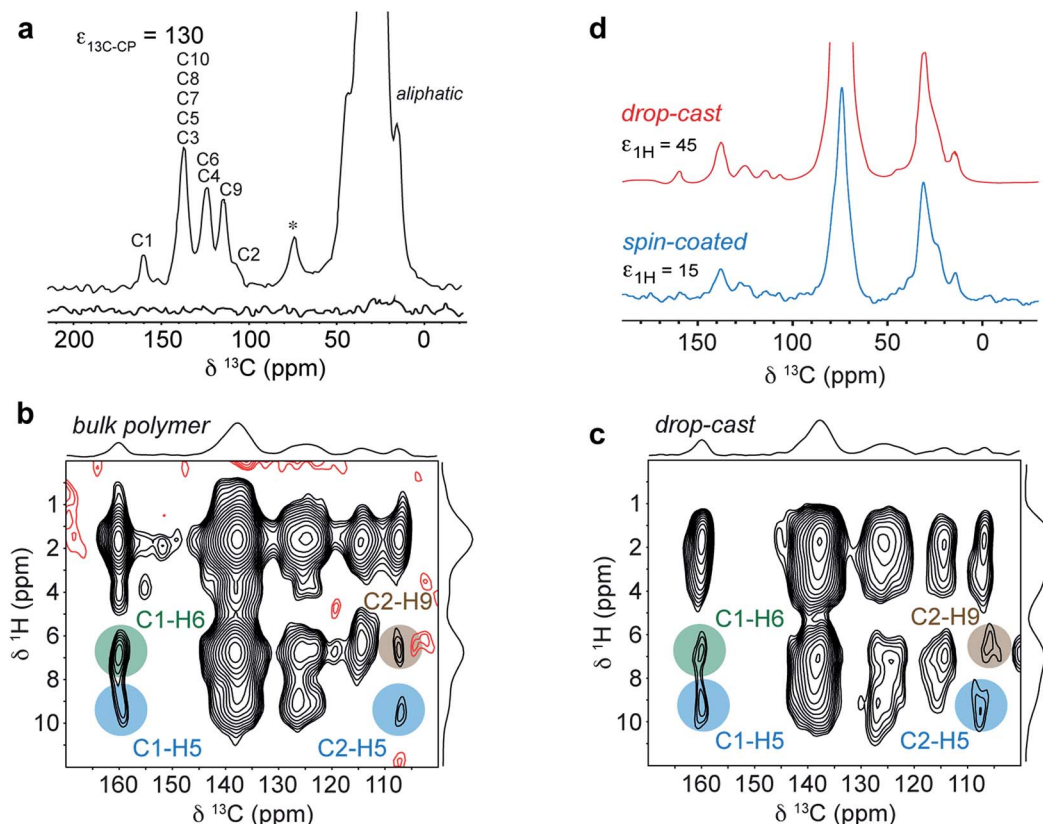 a
ε13C-CP = 130
C10
C8
C7
C5
C3
C6
C4
C9
C1
C2
*
aliphatic
200 150 100 50 0
δ 13C (ppm)
d
drop-cast
ε1H = 45
spin-coated
ε1H = 15
150 100 50 0
δ 13C (ppm)
b
bulk polymer
1
2
4
6
8
10
δ 1H (ppm)
C1-H6
C2-H9
C1-H5
C2-H5
160 150 140 130 120 110
δ 13C (ppm)
c
drop-cast
1
2
4
6
8
10
δ 1H (ppm)
C1-H6
C2-H9
C1-H5
C2-H5
160 150 140 130 120 110
δ 13C (ppm)